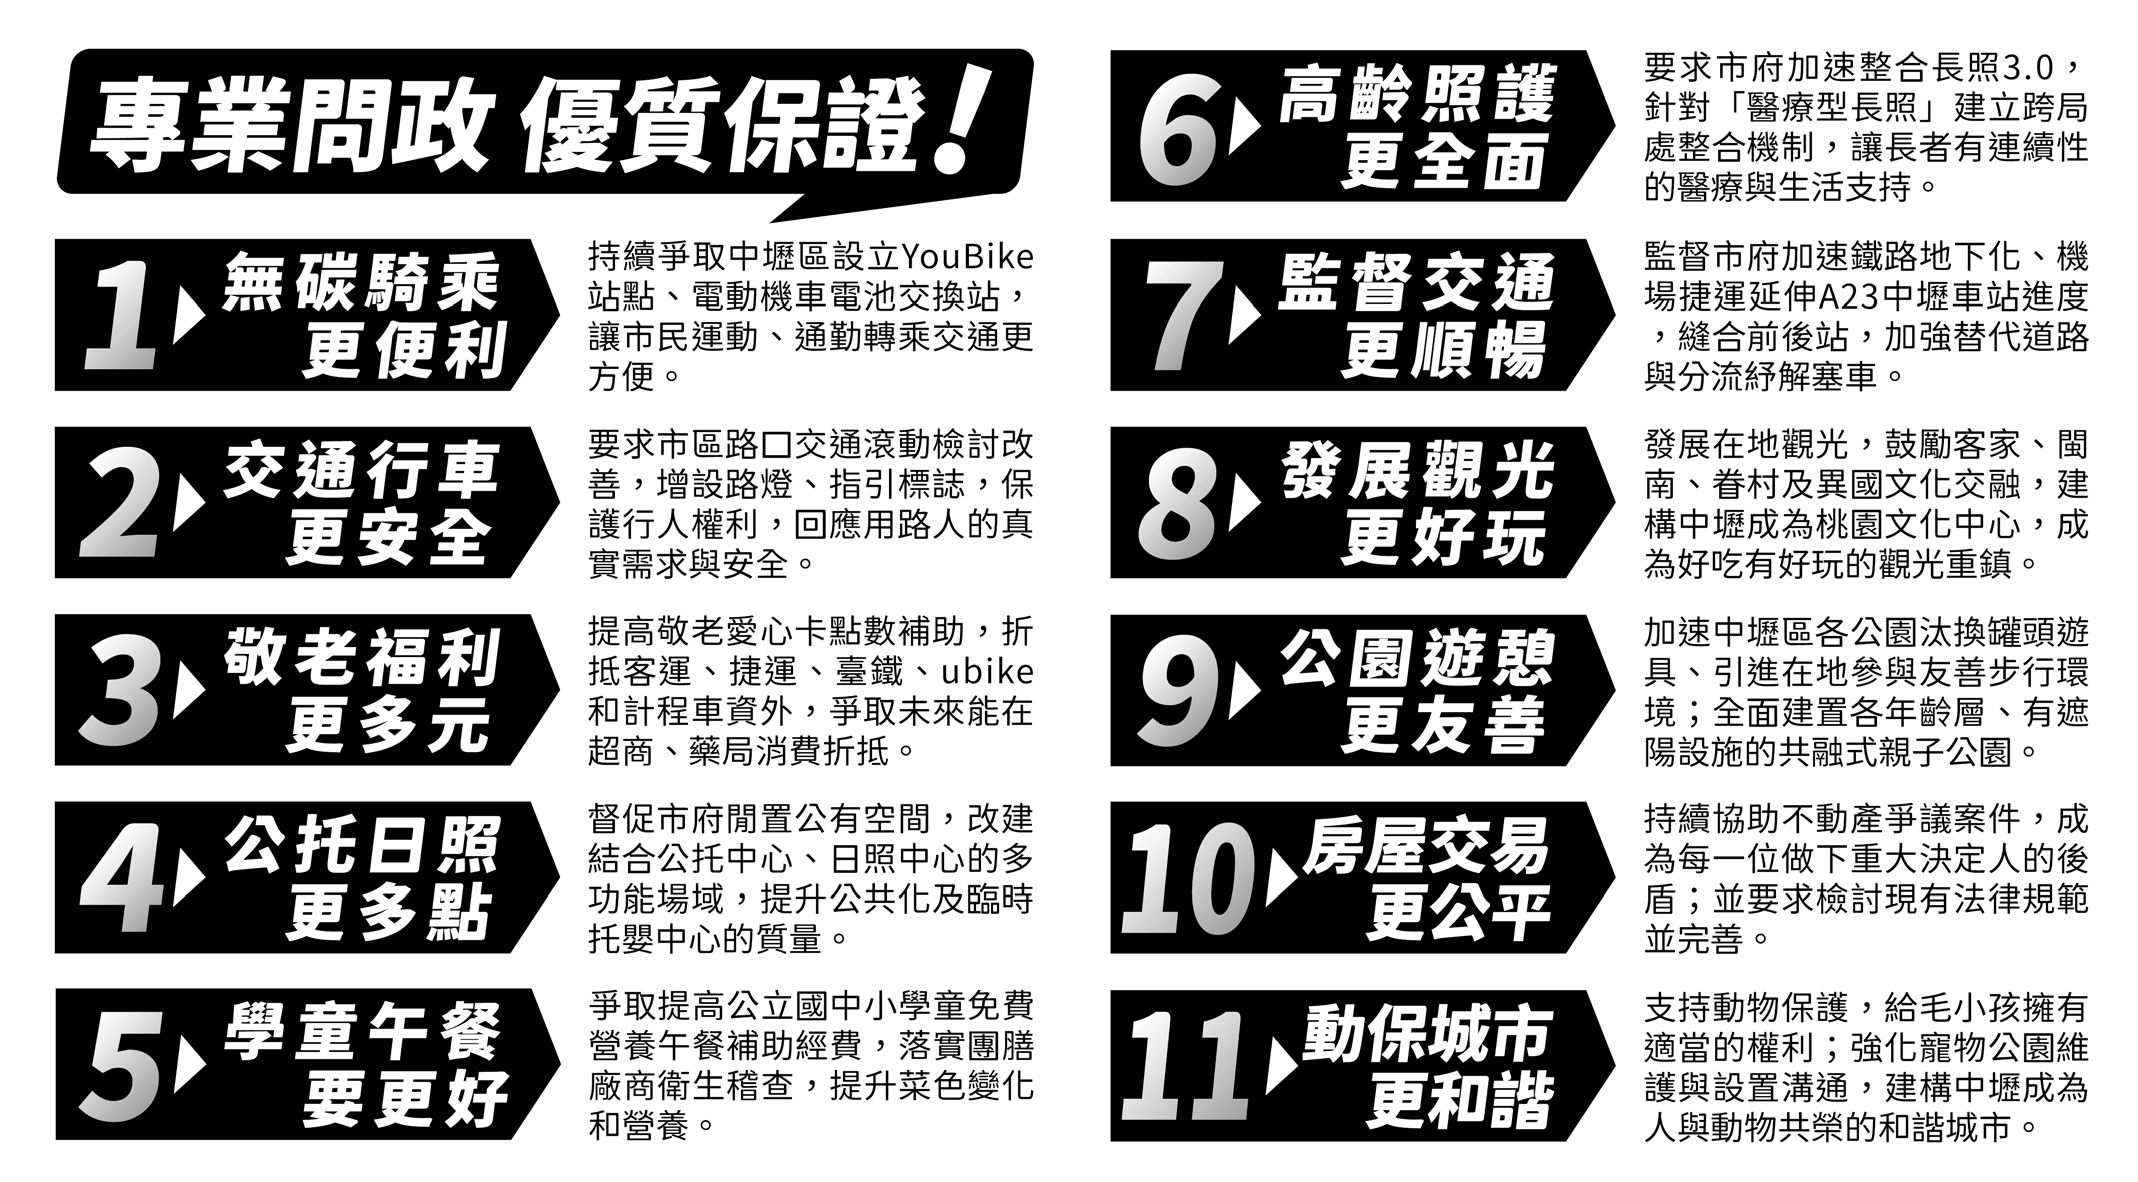 專業問政 優質保證！
1
無碳騎乘
更便利
持續爭取中壢區設立YouBike
站點、電動機車電池交換站，
讓市民運動、通勤轉乘交通更
方便。
2
交通行車
更安全
要求市區路口交通滾動檢討改
善，增設路燈、指引標誌，保
護行人權利，回應用路人的真
實需求與安全。
3
敬老福利
更多元
提高敬老愛心卡點數補助，折
抵客運、捷運、臺鐵、ubike
和計程車資外，爭取未來能在
超商、藥局消費折抵。
4
公托日照
更多點
督促市府閒置公有空間，改建
結合公托中心、日照中心的多
功能場域，提升公共化及臨時
托嬰中心的質量。
5
學童午餐
要更好
爭取提高公立國中小學童免費
營養午餐補助經費，落實團膳
廠商衛生稽查，提升菜色變化
和營養。
6
高齡照護
更全面
要求市府加速整合長照3.0，
針對「醫療型長照」建立跨局
處整合機制，讓長者有連續性
的醫療與生活支持。
7
監督交通
更順暢
監督市府加速鐵路地下化、機
場捷運延伸A23中壢車站進度
，縫合前後站，加強替代道路
與分流紓解塞車。
8
發展觀光
更好玩
發展在地觀光，鼓勵客家、閩
南、眷村及異國文化交融，建
構中壢成為桃園文化中心，成
為好吃有好玩的觀光重鎮。
9
公園遊憩
更友善
加速中壢區各公園汰換罐頭遊
具、引進在地參與友善步行環
境；全面建置各年齡層、有遮
陽設施的共融式親子公園。
10
房屋交易
更公平
持續協助不動產爭議案件，成
為每一位做下重大決定人的後
盾；並要求檢討現有法律規範
並完善。
11
動保城市
更和諧
支持動物保護，給毛小孩擁有
適當的權利；強化寵物公園維
護與設置溝通，建構中壢成為
人與動物共榮的和諧城市。